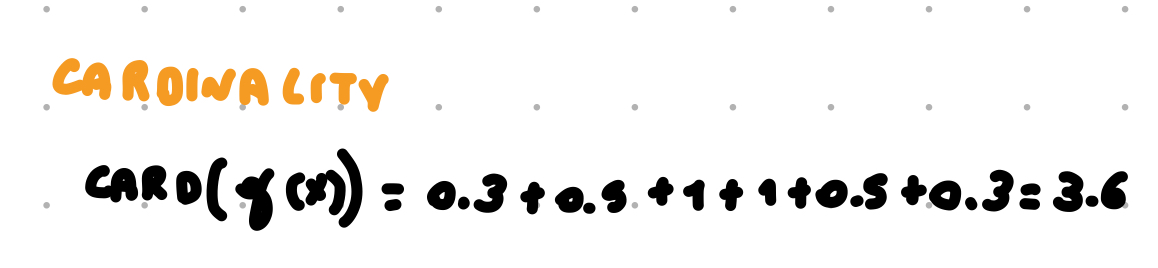 CARDINALITY
CARD(γ(x)) = 0.3+0.5+1+1+0.5+0.3=3.6